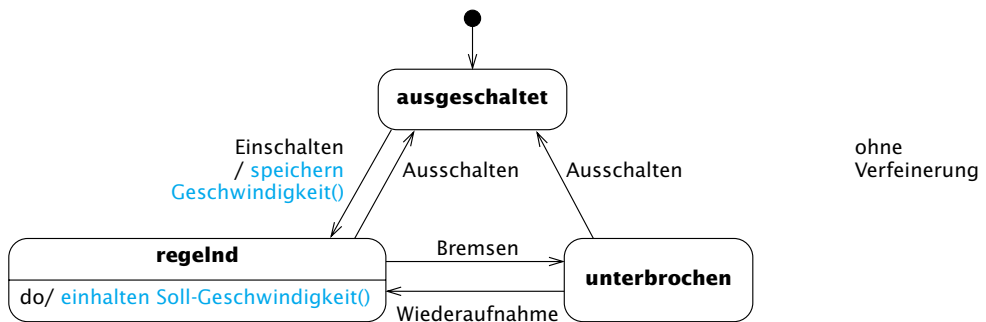 ausgeschaltet
Einschalten
/ speichern
Geschwindigkeit()
Ausschalten
Ausschalten
ohne
Verfeinerung
regelnd
do/ einhalten Soll-Geschwindigkeit()
Bremsen
unterbrochen
Wiederaufnahme